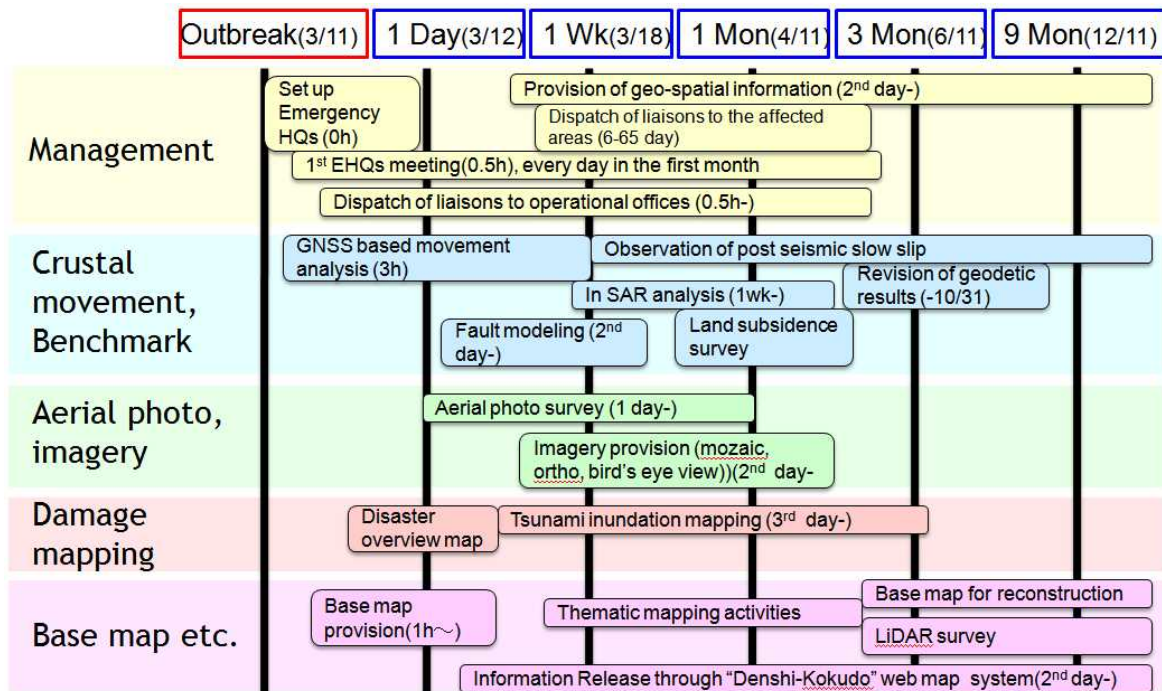 Outbreak(3/11)
1 Day(3/12)
1 Wk(3/18)
1 Mon(4/11)
3 Mon(6/11)
9 Mon(12/11)
Management
Set up
Emergency
HQs (0h)
Provision of geo-spatial information (2nd day-)
Dispatch of liaisons to the affected
areas (6-65 day)
1st EHQs meeting(0.5h), every day in the first month
Dispatch of liaisons to operational offices (0.5h-)
Crustal
movement,
Benchmark
GNSS based movement
analysis (3h)
Observation of post seismic slow slip
Revision of geodetic
results (-10/31)
In SAR analysis (1wk-)
Fault modeling (2nd
day-)
Land subsidence
survey
Aerial photo,
imagery
Aerial photo survey (1 day-)
Imagery provision (mozaic,
ortho, bird's eye view))(2nd day-
Damage
mapping
Disaster
overview map
Tsunami inundation mapping (3rd day-)
Base map etc.
Base map
provision(1h～)
Thematic mapping activities
Base map for reconstruction
LiDAR survey
Information Release through “Denshi-Kokudo” web map system(2nd day-)